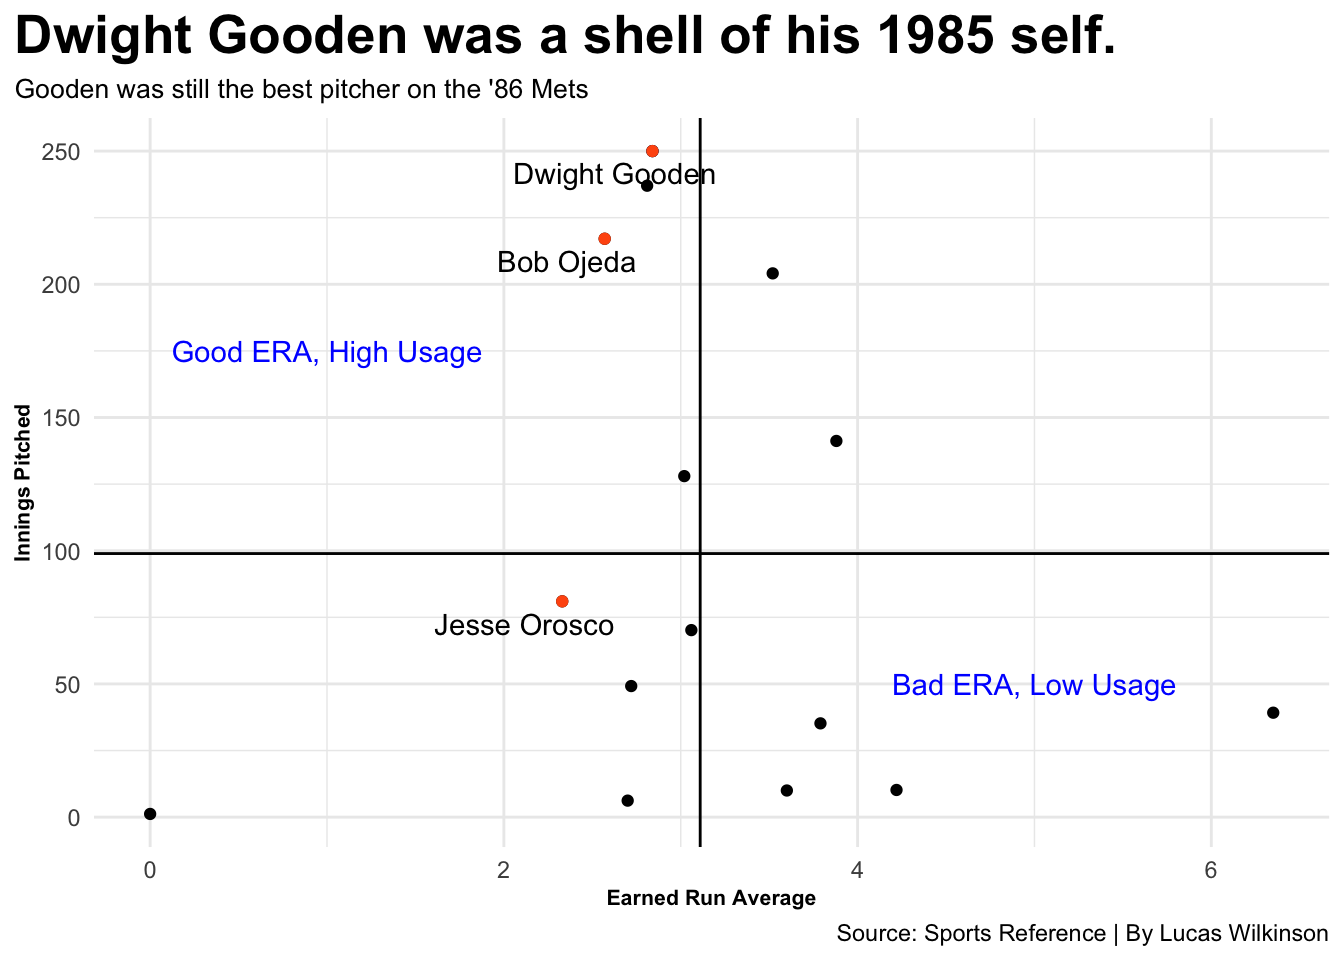 Dwight Gooden was a shell of his 1985 self.
Gooden was still the best pitcher on the '86 Mets
250
Dwight Gooden
Bob Ojeda
200
Good ERA, High Usage
150
Innings Pitched
100
Jesse Orosco
50
Bad ERA, Low Usage
0
0 2 4 6
Earned Run Average
Source: Sports Reference | By Lucas Wilkinson